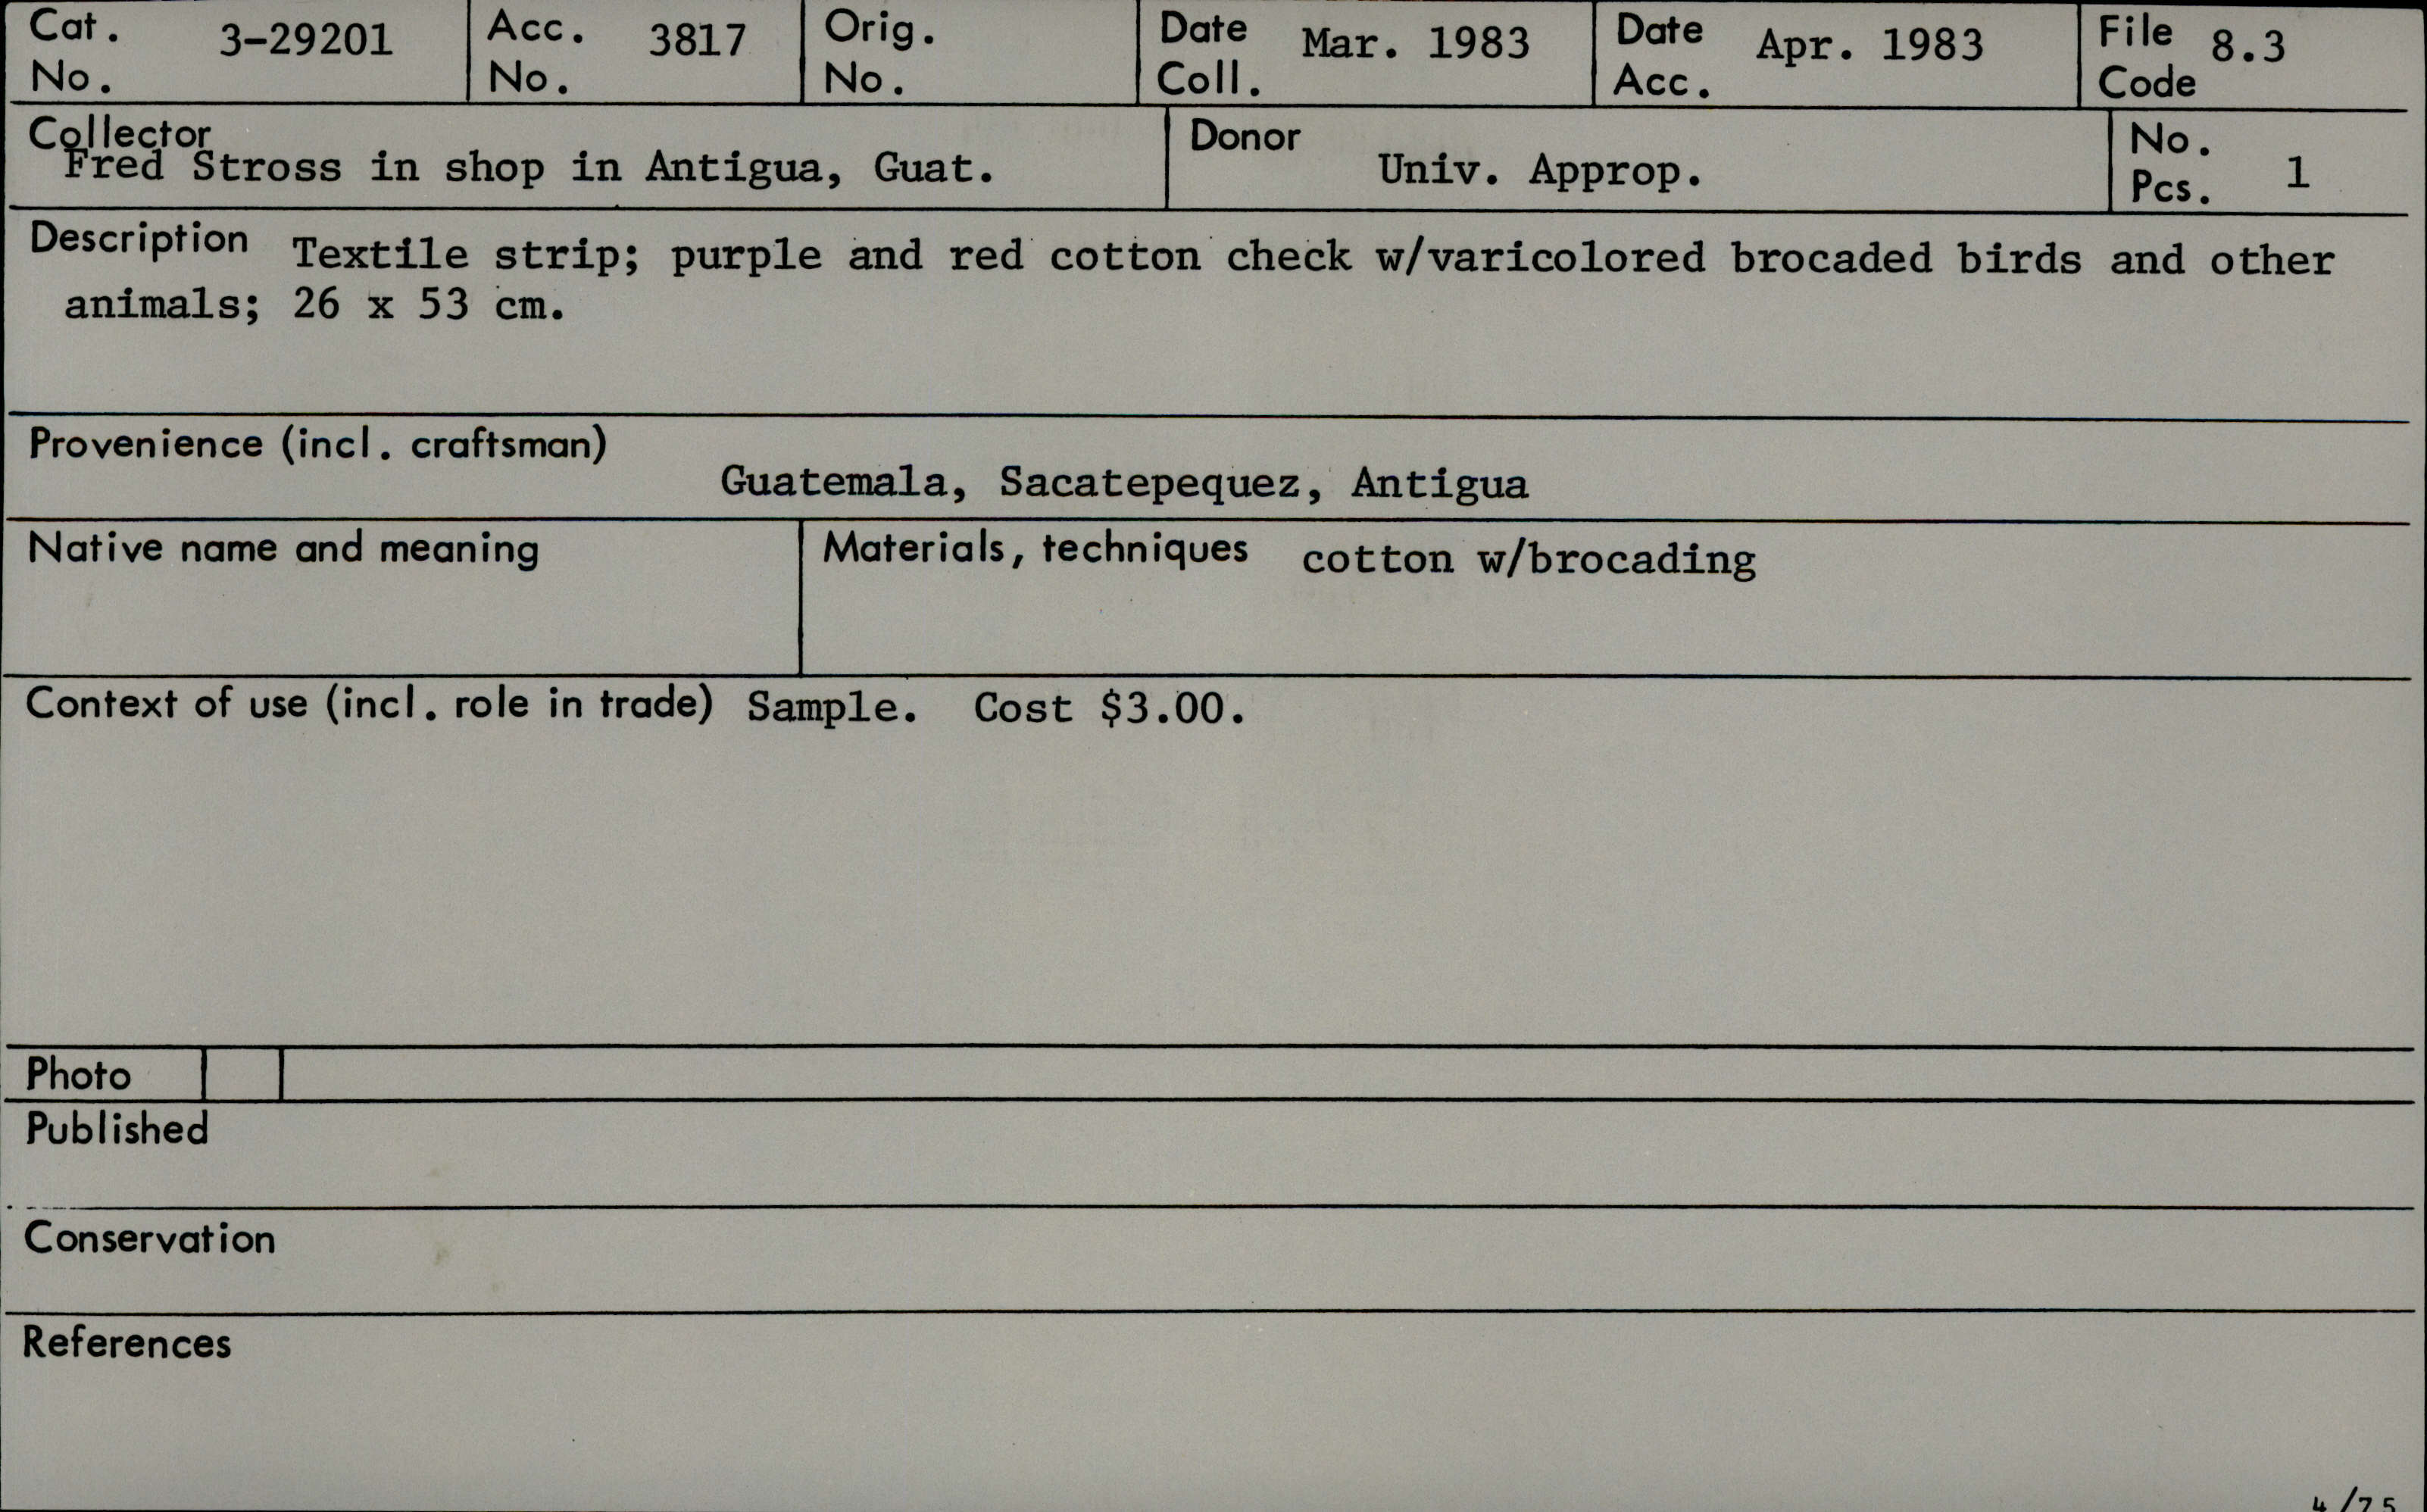 Cat. No. 3-29201 Acc. No. 3817 Orig. No. Date Coll. Mar. 1983 Date Acc. Apr. 1983 File Code 8.3
Collector Donor No. Pcs. 1
Fred Stross in shop in Antigua, Guat. Univ. Approp.
Description Textile strip; purple and red cotton check w/varicolored brocaded birds and other
animals; 26 x 53 cm.
Provenience (incl. craftsman)
Guatemala, Sacatepequez, Antigua
Native name and meaning Materials, techniques cotton w/brocading
Context of use (incl. role in trade) Sample. Cost $3.00.
Photo
Published
Conservation
References
4/75